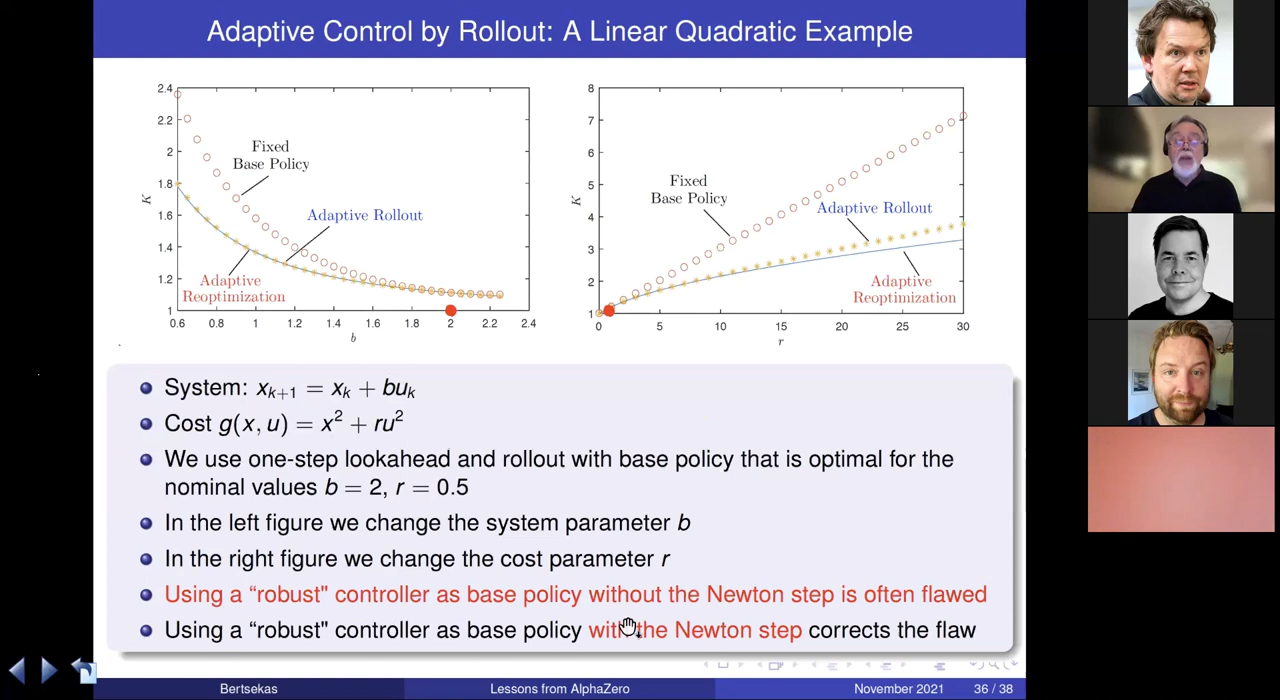 Adaptive Control by Rollout: A Linear Quadratic Example
2.4
2.2
2
1.8
1.6
1.4
1.2
1
K
0.6 0.8 1 1.2 1.4 1.6 1.8 2 2.2 2.4
b
Fixed
Base Policy
Adaptive Rollout
Adaptive
Reoptimization
8
7
6
5
4
3
2
1
K
0 5 10 15 20 25 30
r
Fixed
Base Policy
Adaptive Rollout
Adaptive
Reoptimization
System: xₖ₊₁ = xₖ + buₖ
Cost g(x, u) = x² + ru²
We use one-step lookahead and rollout with base policy that is optimal for the
nominal values b = 2, r = 0.5
In the left figure we change the system parameter b
In the right figure we change the cost parameter r
Using a “robust" controller as base policy without the Newton step is often flawed
Using a “robust" controller as base policy with the Newton step corrects the flaw
Bertsekas Lessons from AlphaZero November 2021 36 / 38